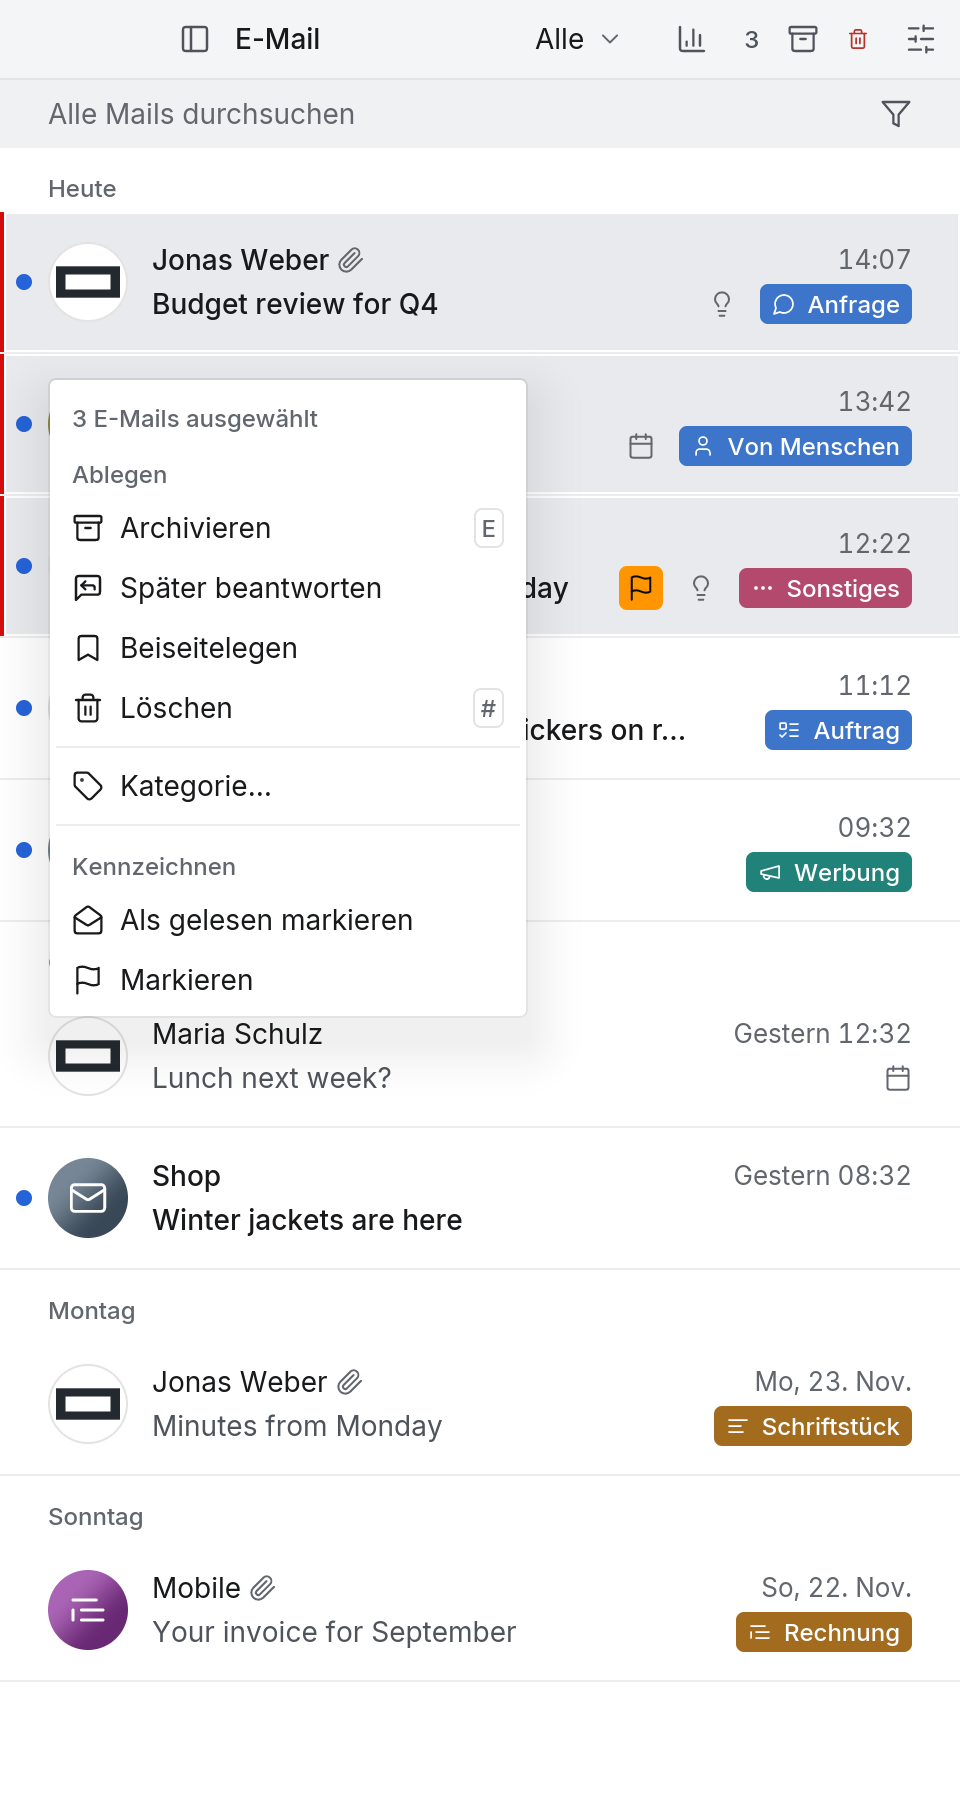 E-Mail
Alle
3
Alle Mails durchsuchen
Heute
Jonas Weber
14:07
Budget review for Q4
Anfrage
13:42
Von Menschen
12:22
day
Sonstiges
11:12
ickers on r...
Auftrag
09:32
Werbung
3 E-Mails ausgewählt
Ablegen
Archivieren
E
Später beantworten
Beiseitelegen
Löschen
#
Kategorie...
Kennzeichnen
Als gelesen markieren
Markieren
Maria Schulz
Gestern 12:32
Lunch next week?
Shop
Gestern 08:32
Winter jackets are here
Montag
Jonas Weber
Mo, 23. Nov.
Minutes from Monday
Schriftstück
Sonntag
Mobile
So, 22. Nov.
Your invoice for September
Rechnung